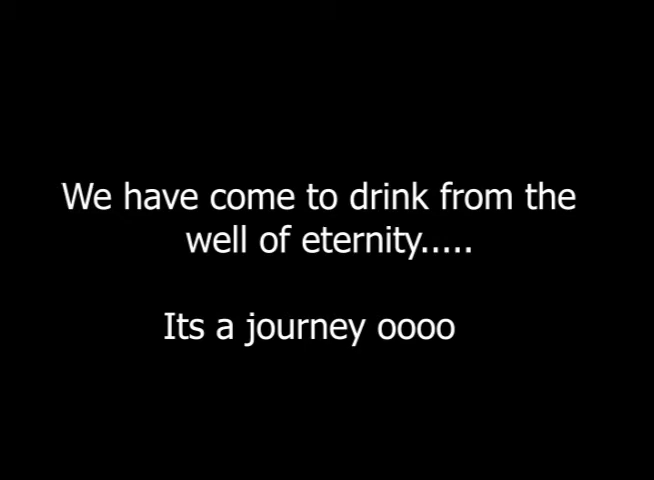 We have come to drink from the
well of eternity.....
Its a journey oooo